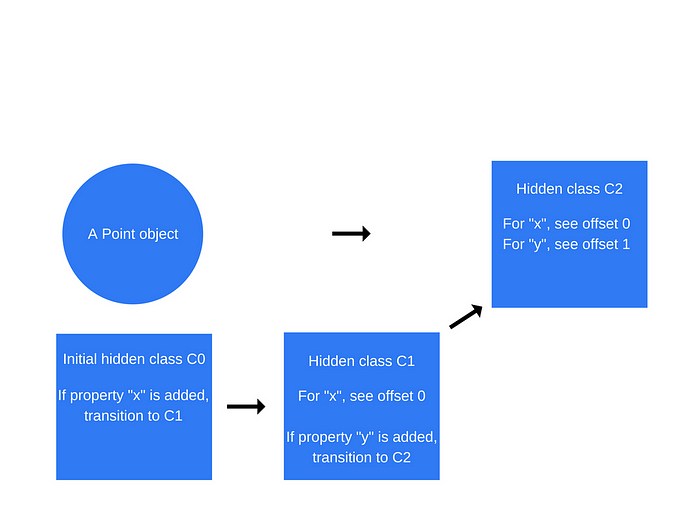 A Point object
Hidden class C2
For "x", see offset 0
For "y", see offset 1
Initial hidden class C0
If property "x" is added,
transition to C1
Hidden class C1
For "x", see offset 0
If property "y" is added,
transition to C2